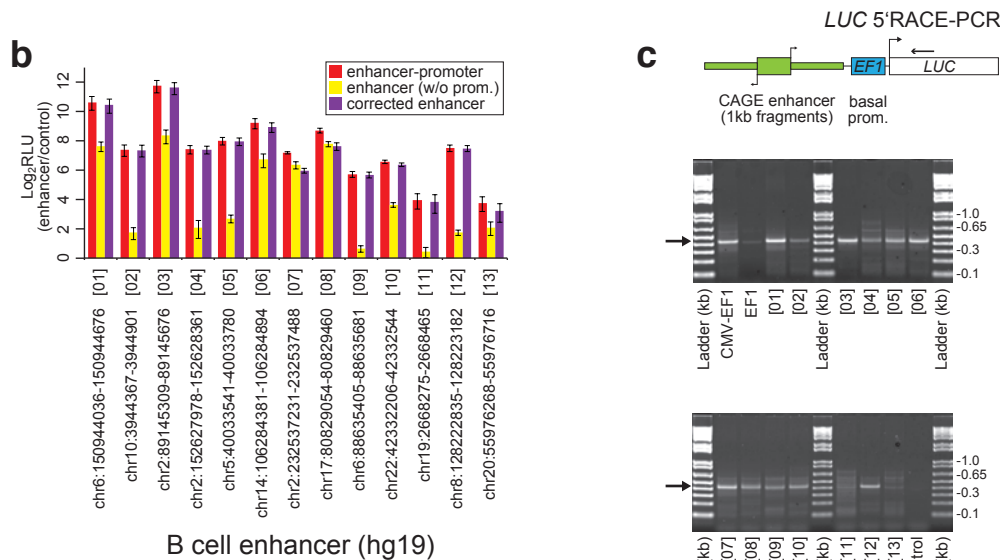 b
Log2RLU
(enhancer/control)
12
10
8
6
4
2
0
enhancer-promoter
enhancer (w/o prom.)
corrected enhancer
chr6:150944036-150944676 [01]
chr10:3944367-3944901 [02]
chr2:89145309-89145676 [03]
chr2:152627978-152628361 [04]
chr5:40033541-40033780 [05]
chr14:106284381-106284894 [06]
chr2:232537231-232537488 [07]
chr17:80829054-80829460 [08]
chr6:88635405-88635681 [09]
chr22:42332206-42332544 [10]
chr19:2668275-2668465 [11]
chr8:128222835-128223182 [12]
chr20:55976268-55976716 [13]
B cell enhancer (hg19)
c
LUC 5'RACE-PCR
EF1
LUC
CAGE enhancer
(1kb fragments)
basal
prom.
-1.0
-0.65
-0.3
-0.1
Ladder (kb)
CMV-EF1
EF1
[01]
[02]
Ladder (kb)
[03]
[04]
[05]
[06]
Ladder (kb)
-1.0
-0.65
-0.3
-0.1
(kb)
[07]
[08]
[09]
[10]
(kb)
[11]
[12]
[13]
trol
(kb)